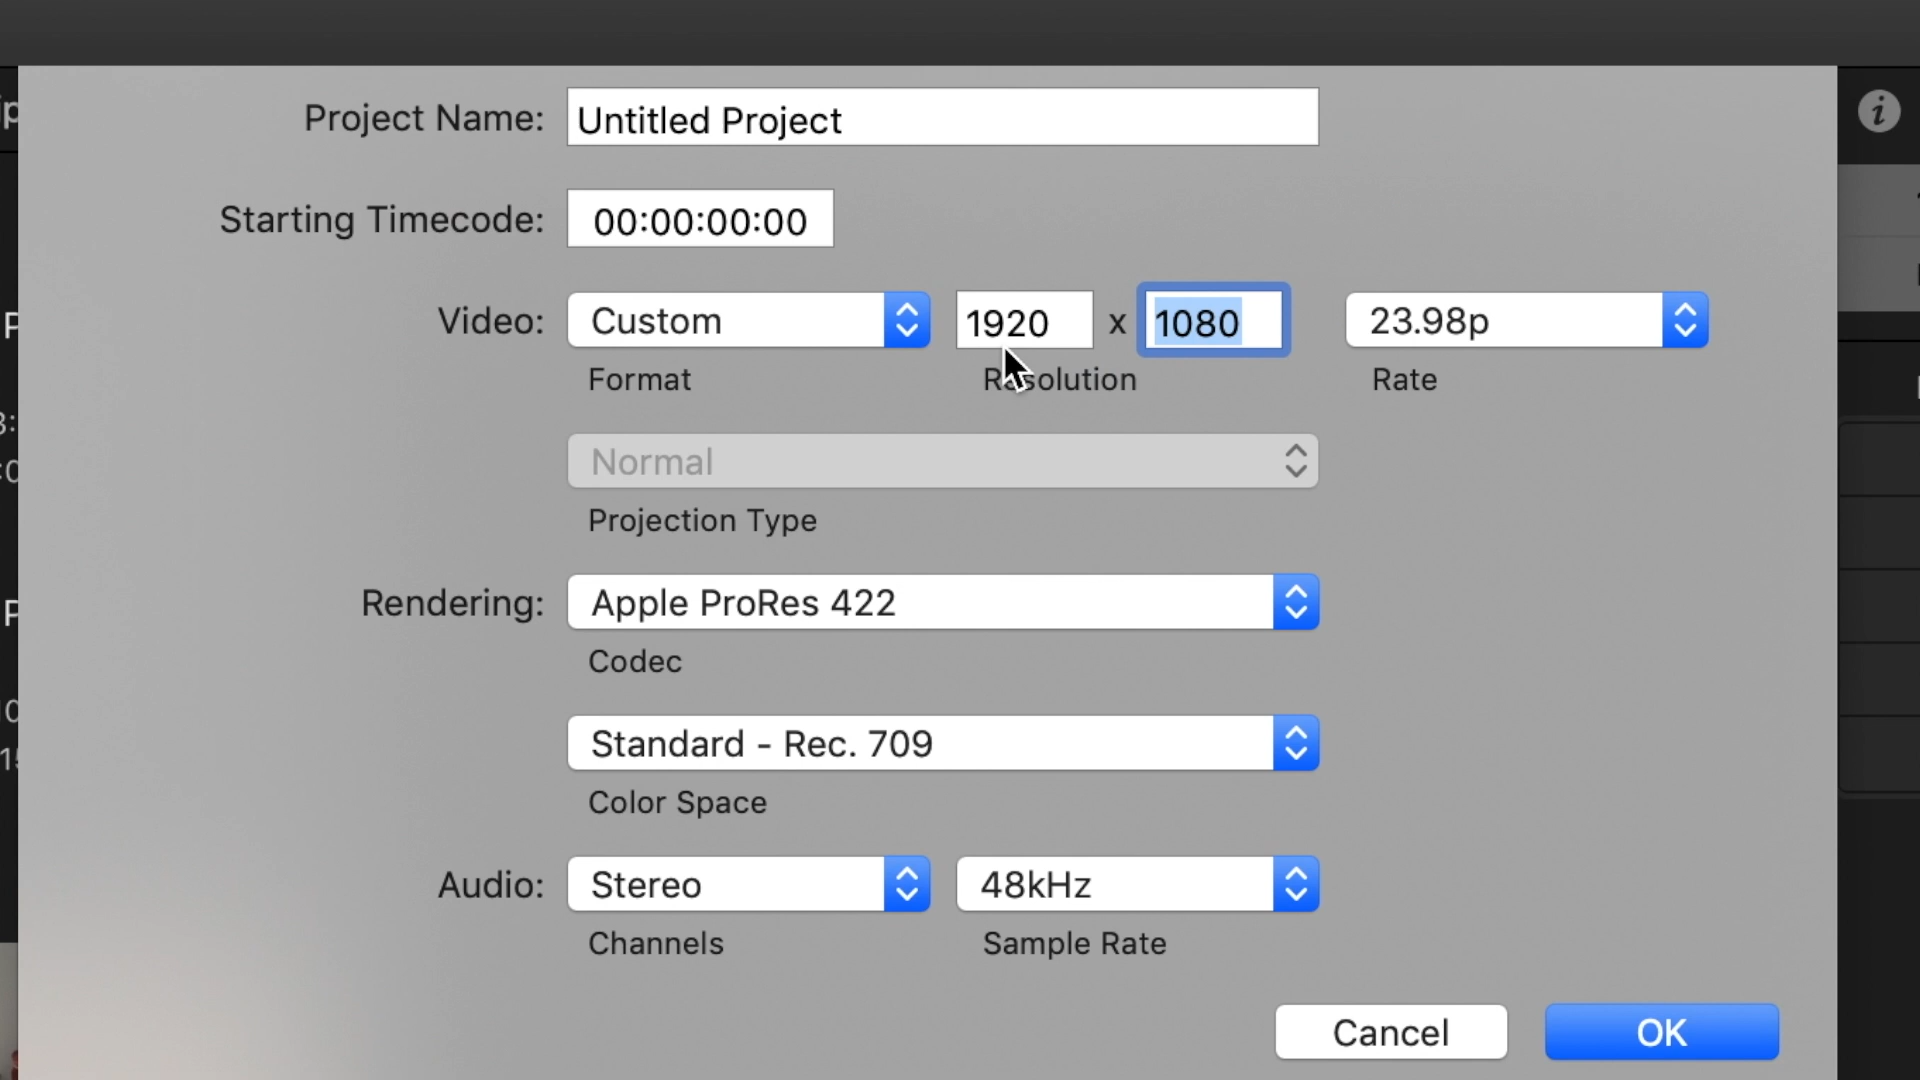 Project Name: Untitled Project
Starting Timecode: 00:00:00:00
Video: Custom 1920 x 1080 23.98p
Format Resolution Rate
Normal
Projection Type
Rendering: Apple ProRes 422
Codec
Standard - Rec. 709
Color Space
Audio: Stereo 48kHz
Channels Sample Rate
Cancel OK